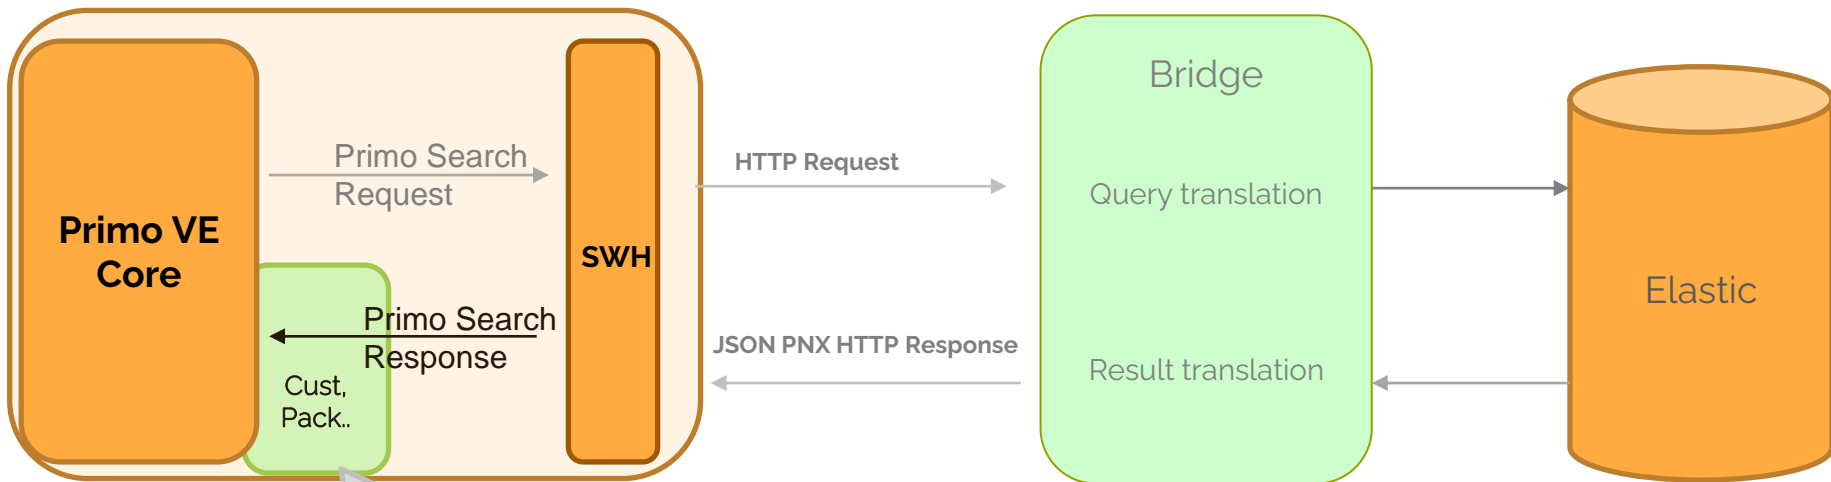 Primo VE
Core
Primo Search
Request
Primo Search
Response
Cust,
Pack..
SWH
HTTP Request
JSON PNX HTTP Response
Bridge
Query translation
Result translation
Elastic